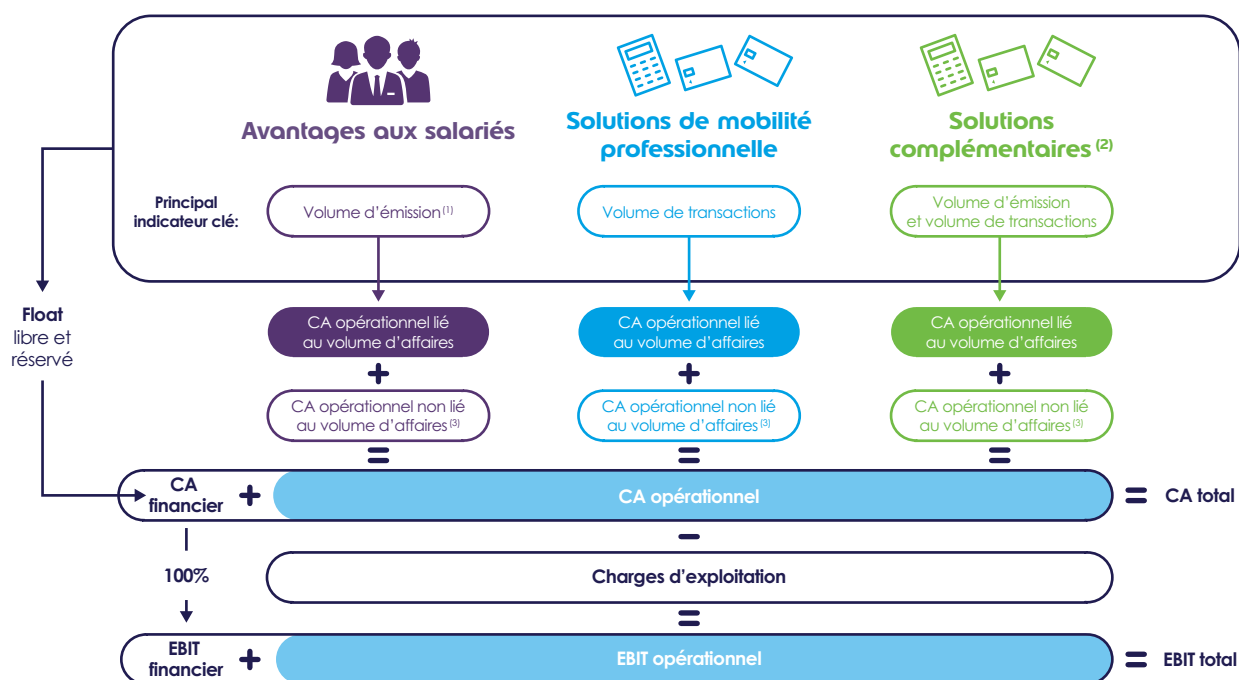 Avantages aux salariés
Solutions de mobilité
professionnelle
Solutions
complémentaires (2)
Principal
indicateur clé:
Volume d'émission (1)
Volume de transactions
Volume d'émission
et volume de transactions
Float
libre et
réservé
CA opérationnel lié
au volume d'affaires
CA opérationnel lié
au volume d'affaires
CA opérationnel lié
au volume d'affaires
+
+
+
CA opérationnel non lié
au volume d'affaires (3)
CA opérationnel non lié
au volume d'affaires (3)
CA opérationnel non lié
au volume d'affaires (3)
=
=
=
CA
financier
+
CA opérationnel
=
CA total
–
100%
Charges d'exploitation
=
EBIT
financier
+
EBIT opérationnel
=
EBIT total